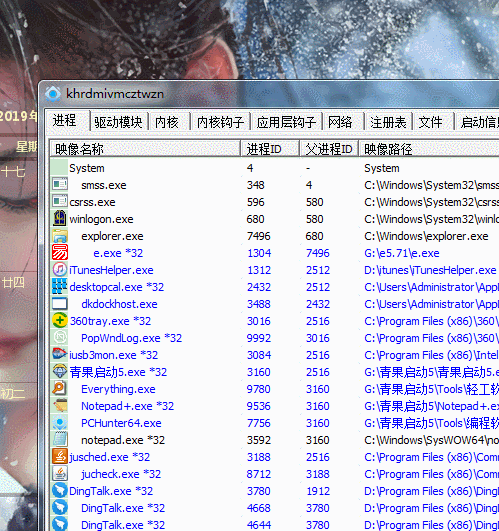 khrdmivmcztwzn
2019年
进程 驱动模块 内核 内核钩子 应用层钩子 网络 注册表 文件 启动信息
星期
映像名称 进程ID 父进程ID 映像路径
十七
System 4 - System
smss.exe 348 4 C:\Windows\System32\smss
csrss.exe 596 580 C:\Windows\System32\csrss
winlogon.exe 680 580 C:\Windows\System32\winlo
explorer.exe 7496 680 C:\Windows\explorer.exe
e.exe *32 1304 7496 G:\e5.71\e.exe
iTunesHelper.exe 1312 2512 D:\itunes\iTunesHelper.exe
廿四
desktopcal.exe *32 2432 2512 C:\Users\Administrator\Appl
dkdockhost.exe 3488 2432 C:\Users\Administrator\Appl
360tray.exe *32 3016 2516 C:\Program Files (x86)\360\
PopWndLog.exe *32 9992 3016 C:\Program Files (x86)\360\
iusb3mon.exe *32 3084 2516 C:\Program Files (x86)\Intel
青果启动5.exe *32 3160 2512 G:\青果启动5\青果启动5.exe
初二
Everything.exe 9780 3160 G:\青果启动5\Tools\轻工软
Notepad+.exe *32 9536 3160 G:\青果启动5\Notepad+.exe
PCHunter64.exe 7756 3160 G:\青果启动5\Tools\编程软
notepad.exe *32 3592 3160 C:\Windows\SysWOW64\no
jusched.exe *32 3188 2516 C:\Program Files (x86)\Comm
jucheck.exe *32 8712 3188 C:\Program Files (x86)\Comm
DingTalk.exe *32 3780 1912 D:\Program Files (x86)\Ding
DingTalk.exe *32 4668 3780 D:\Program Files (x86)\Ding
DingTalk.exe *32 4644 3780 D:\Program Files (x86)\Ding